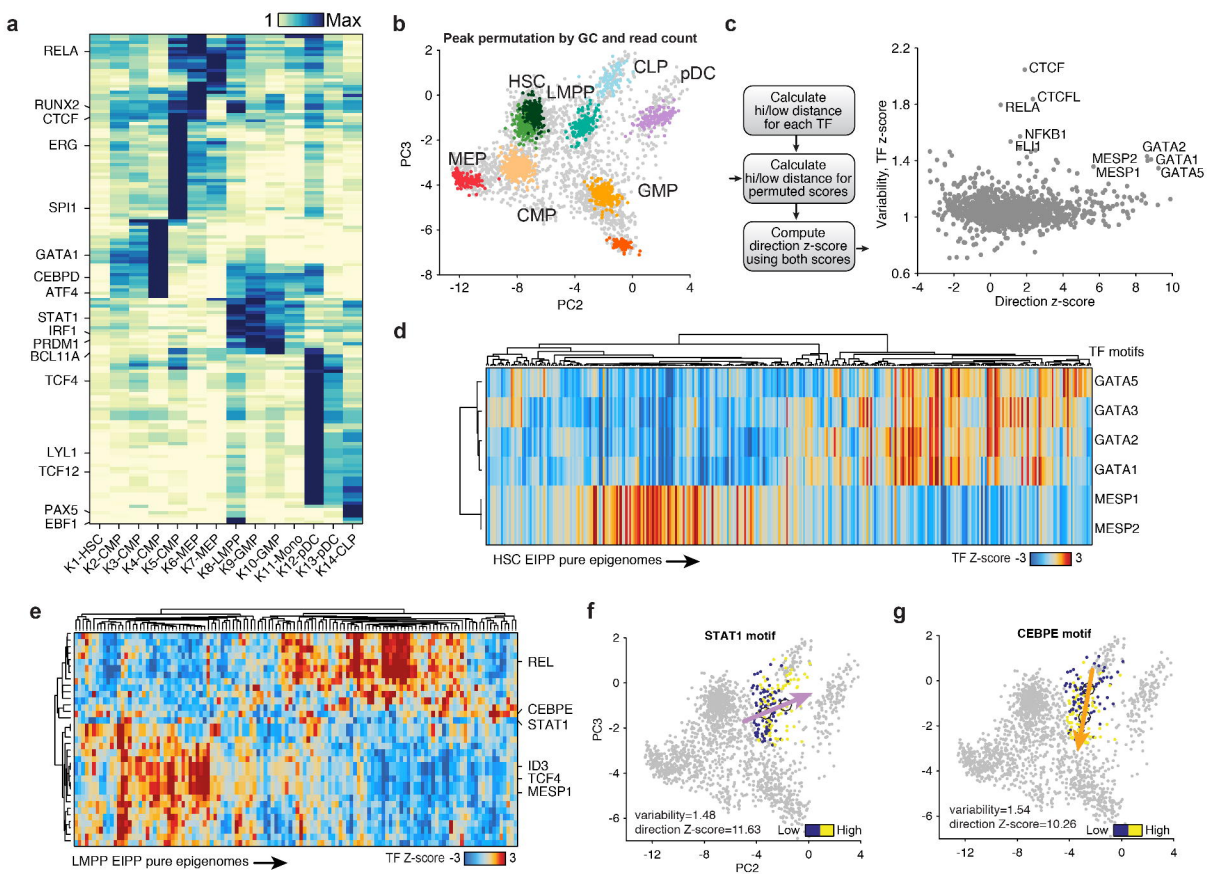 a
1 Max
RELA
RUNX2
CTCF
ERG
SPI1
GATA1
CEBPD
ATF4
STAT1
IRF1
PRDM1
BCL11A
TCF4
LYL1
TCF12
PAX5
EBF1
K1-HSC
K2-CMP
K3-CMP
K4-CMP
K5-CMP
K6-MEP
K7-MEP
K8-LMPP
K9-GMP
K10-GMP
K11-Mono
K12-pDC
K13-pDC
K14-CLP
b
Peak permutation by GC and read count
2
0
-2
-4
-6
-8
PC3
HSC
LMPP
CLP
pDC
MEP
CMP
GMP
-12 -8 -4 0 4
PC2
c
Calculate
hi/low distance
for each TF
Calculate
hi/low distance for
permuted scores
Compute
direction z-score
using both scores
2.2
1.8
1.4
1
0.6
Variability, TF z-score
CTCF
CTCFL
RELA
NFKB1
FLI1
GATA2
MESP2
GATA1
MESP1
GATA5
-4 -2 0 2 4 6 8 10
Direction z-score
d
TF motifs
GATA5
GATA3
GATA2
GATA1
MESP1
MESP2
HSC EIPP pure epigenomes
TF Z-score -3 3
e
REL
CEBPE
STAT1
ID3
TCF4
MESP1
LMPP EIPP pure epigenomes
TF Z-score -3 3
f
STAT1 motif
2
0
-2
-4
-6
PC3
variability=1.48
direction Z-score=11.63
Low High
-12 -8 -4 0 4
PC2
g
CEBPE motif
2
0
-2
-4
-6
variability=1.54
direction Z-score=10.26
Low High
-12 -8 -4 0 4